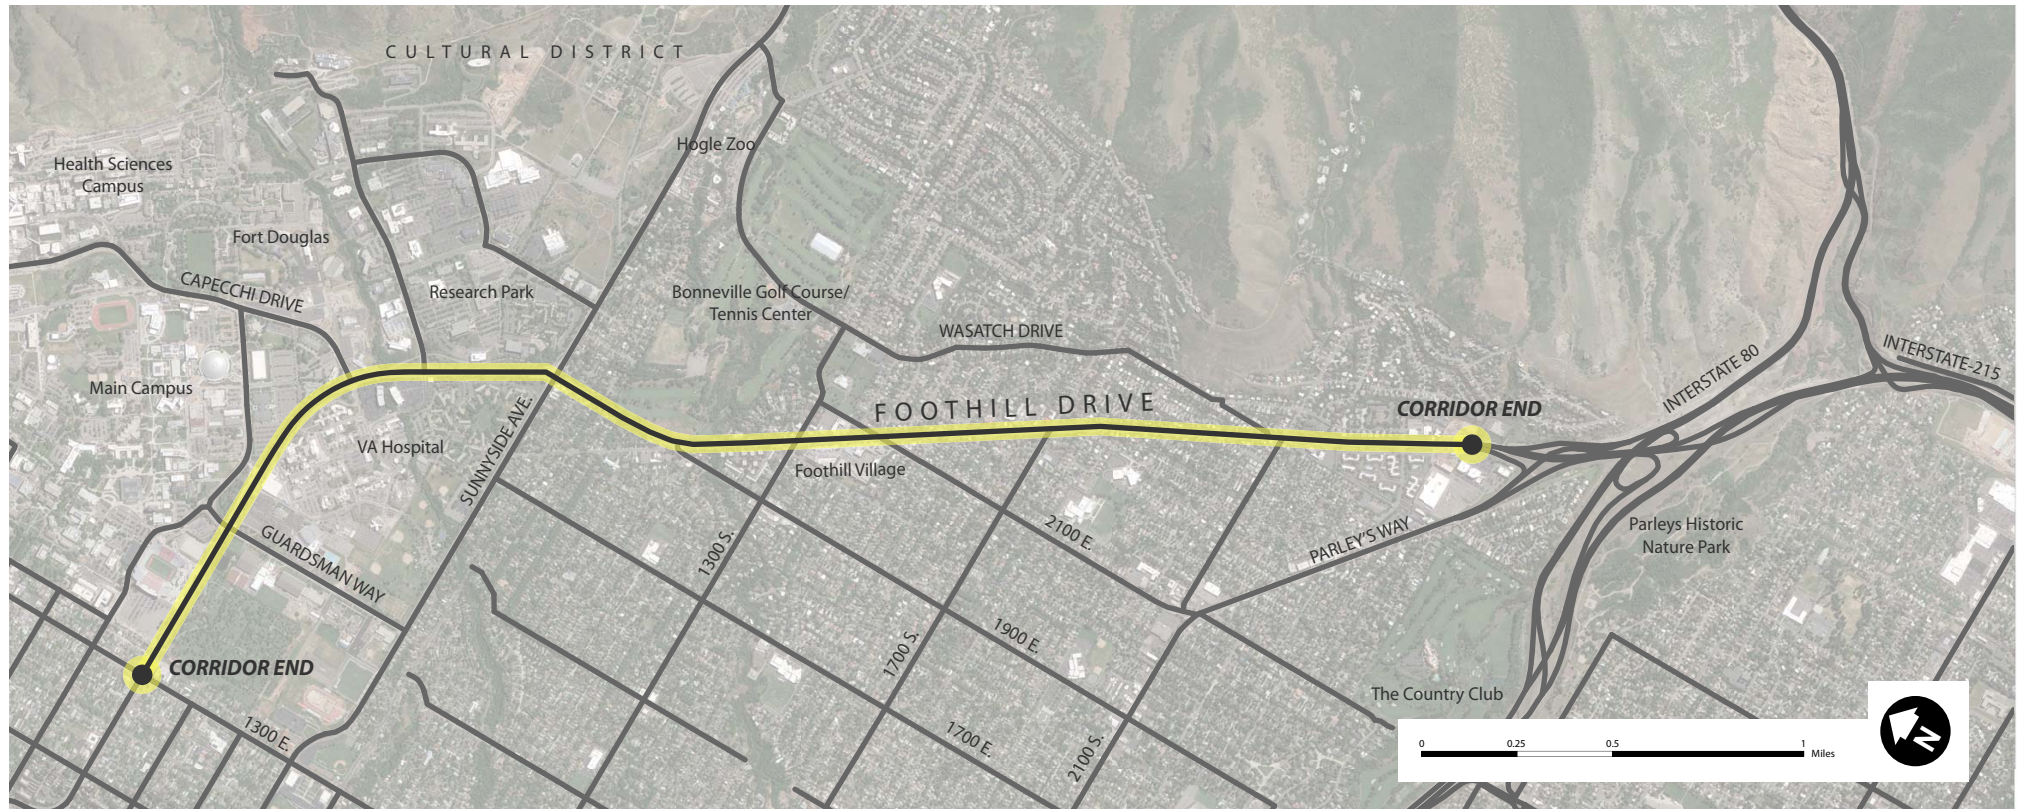 CULTURAL DISTRICT
Hogle Zoo
Health Sciences
Campus
Fort Douglas
CAPECCHI DRIVE
Research Park
Bonneville Golf Course/
Tennis Center
WASATCH DRIVE
INTERSTATE 80
INTERSTATE-215
Main Campus
FOOTHILL DRIVE
CORRIDOR END
VA Hospital
SUNNYSIDE AVE.
Foothill Village
GUARDSMAN WAY
1300 S.
2100 E.
PARLEY'S WAY
Parleys Historic
Nature Park
CORRIDOR END
1700 S.
1900 E.
The Country Club
1300 E.
1700 E.
2100 S.
0 0.25 0.5 1 Miles
N